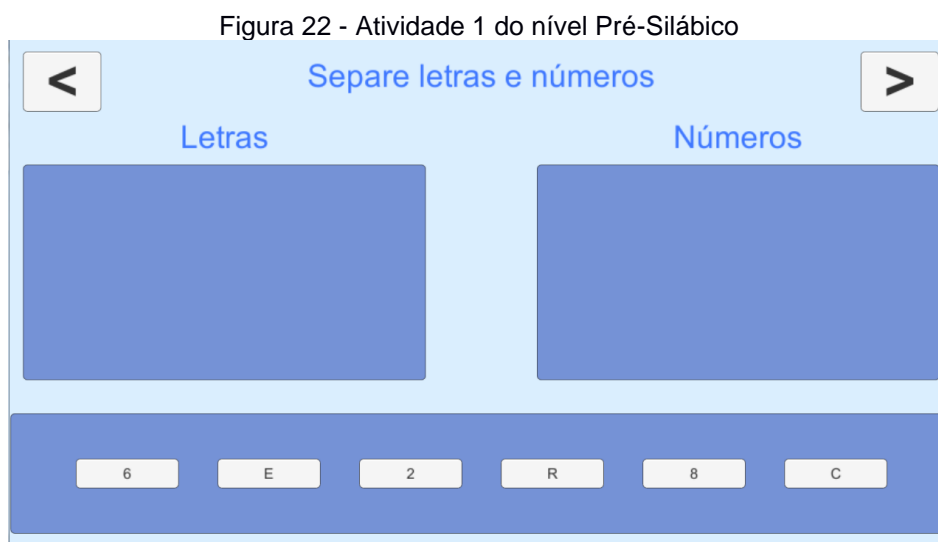 Figura 22 - Atividade 1 do nível Pré-Silábico
< Separe letras e números >
Letras Números
6 E 2 R 8 C